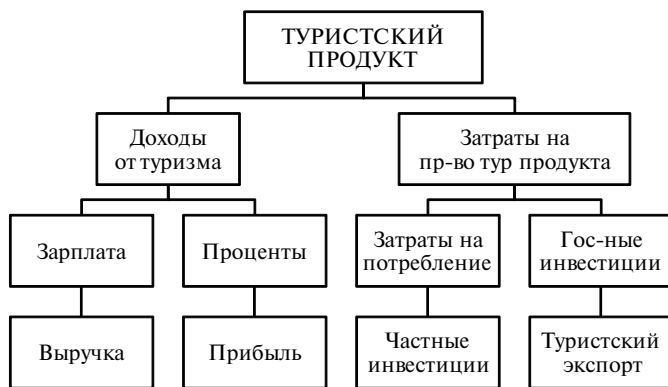 ТУРИСТСКИЙ
ПРОДУКТ
Доходы
от туризма
Затраты на
пр-во тур продукта
Зарплата
Проценты
Затраты на
потребление
Гос-ные
инвестиции
Выручка
Прибыль
Частные
инвестиции
Туристский
экспорт